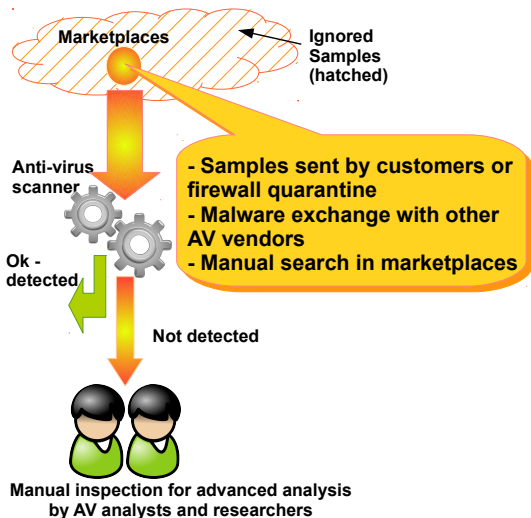 Marketplaces
Ignored
Samples
(hatched)
Anti-virus
scanner
- Samples sent by customers or
firewall quarantine
- Malware exchange with other
AV vendors
- Manual search in marketplaces
Ok -
detected
Not detected
Manual inspection for advanced analysis
by AV analysts and researchers